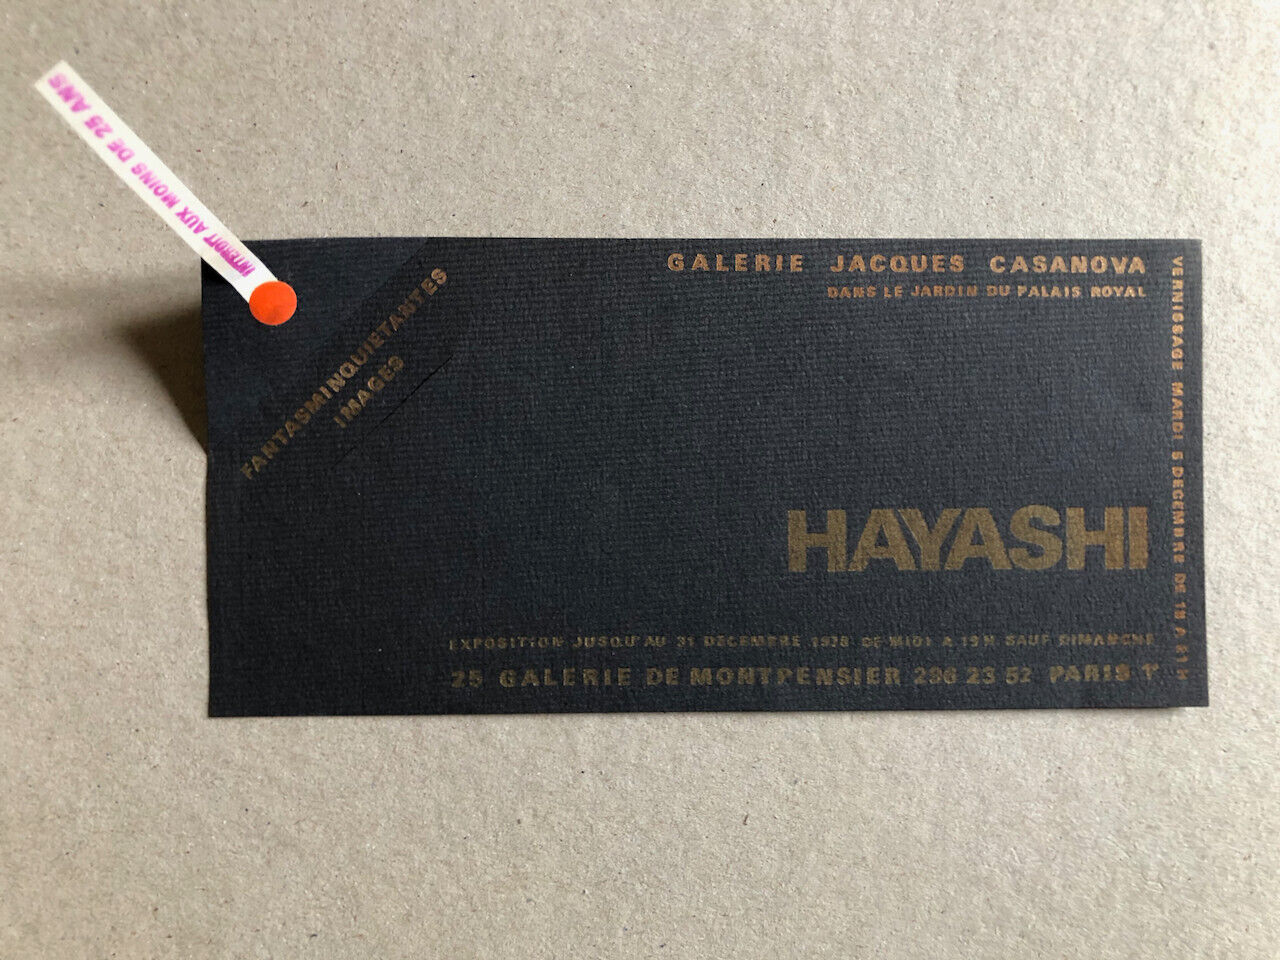 INTERDIT AUX MOINS DE 25 ANS
FANTASMINQUIETANTES
IMAGES
GALERIE JACQUES CASANOVA
DANS LE JARDIN DU PALAIS ROYAL
VERNISSAGE MARDI 5 DECEMBRE DE 18 A 21 H
HAYASHI
EXPOSITION JUSQU'AU 31 DECEMBRE 1978 DE MIDI A 19 H SAUF DIMANCHE
25 GALERIE DE MONTPENSIER 296 23 52 PARIS 1er